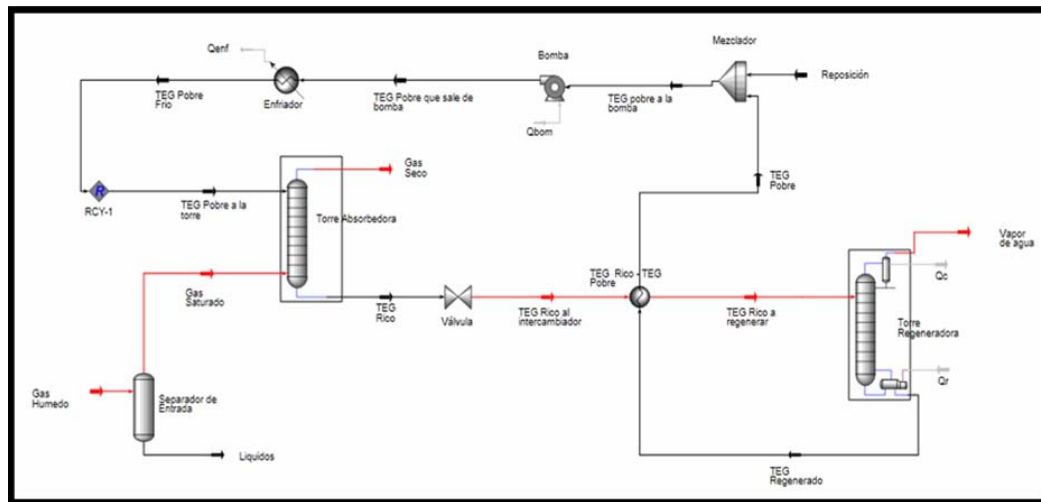 Mezclador
Qenf
Bomba
Reposición
TEG Pobre
Frio
Enfriador
TEG Pobre que sale de
bomba
TEG pobre a la
bomba
Qbom
Gas
Seco
TEG
Pobre
R
RCY-1
TEG Pobre a la
torre
Torre Absorbedora
Vapor
de agua
Qc
TEG Rico - TEG
Pobre
Gas
Saturado
TEG
Rico
Válvula
TEG Rico al
intercambiador
TEG Rico a
regenerar
Torre
Regeneradora
Qr
Gas
Humedo
Separador de
Entrada
Liquidos
TEG
Regenerado